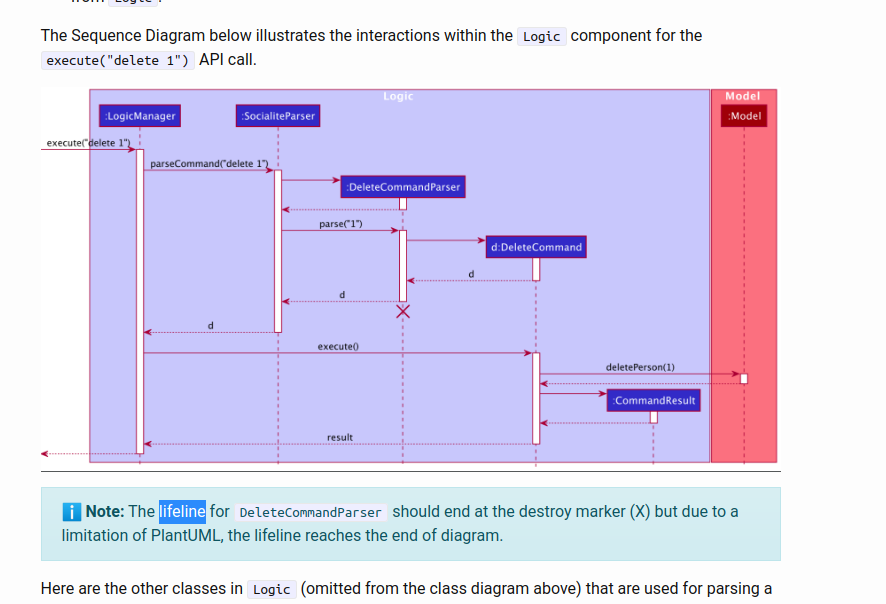 from Logic.
The Sequence Diagram below illustrates the interactions within the Logic component for the
execute("delete 1") API call.
Logic
Model
:LogicManager
:SocialiteParser
:Model
execute("delete 1")
parseCommand("delete 1")
:DeleteCommandParser
parse("1")
d:DeleteCommand
d
d
d
execute()
deletePerson(1)
:CommandResult
result
i Note: The lifeline for DeleteCommandParser should end at the destroy marker (X) but due to a
limitation of PlantUML, the lifeline reaches the end of diagram.
Here are the other classes in Logic (omitted from the class diagram above) that are used for parsing a